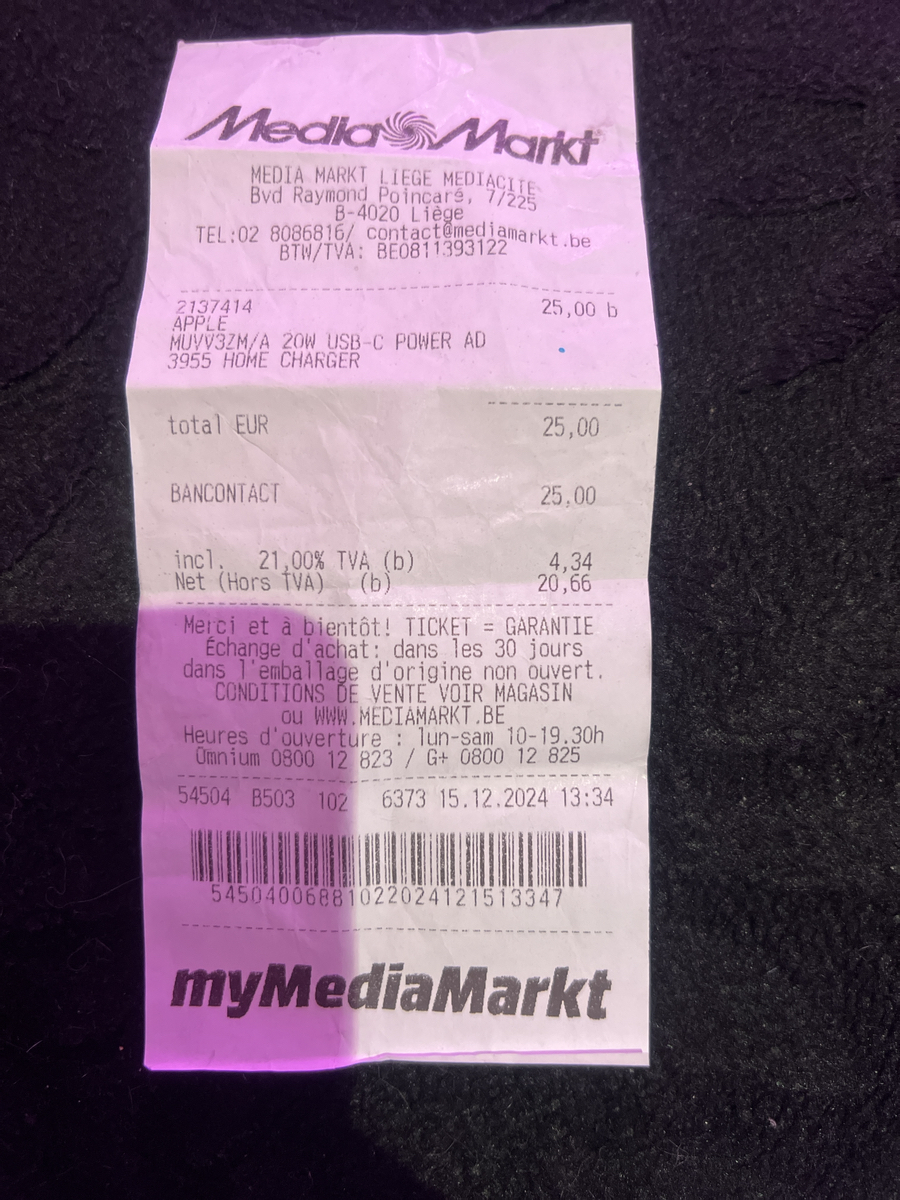 Media Markt
MEDIA MARKT LIEGE MEDIACITE
Bvd Raymond Poincaré, 7/225
B-4020 Liège
TEL:02 8086816/ contact@mediamarkt.be
BTW/TVA: BE0811393122
2137414 25,00 b
APPLE
MUVV3ZM/A 20W USB-C POWER AD
3955 HOME CHARGER
total EUR 25,00
BANCONTACT 25,00
incl. 21,00% TVA (b) 4,34
Net (Hors TVA) (b) 20,66
Merci et à bientôt! TICKET = GARANTIE
Échange d'achat: dans les 30 jours
dans l'emballage d'origine non ouvert.
CONDITIONS DE VENTE VOIR MAGASIN
ou WWW.MEDIAMARKT.BE
Heures d'ouverture : lun-sam 10-19.30h
Omnium 0800 12 823 / G+ 0800 12 825
54504 B503 102 6373 15.12.2024 13:34
5450400688102202412151334​7
myMediaMarkt